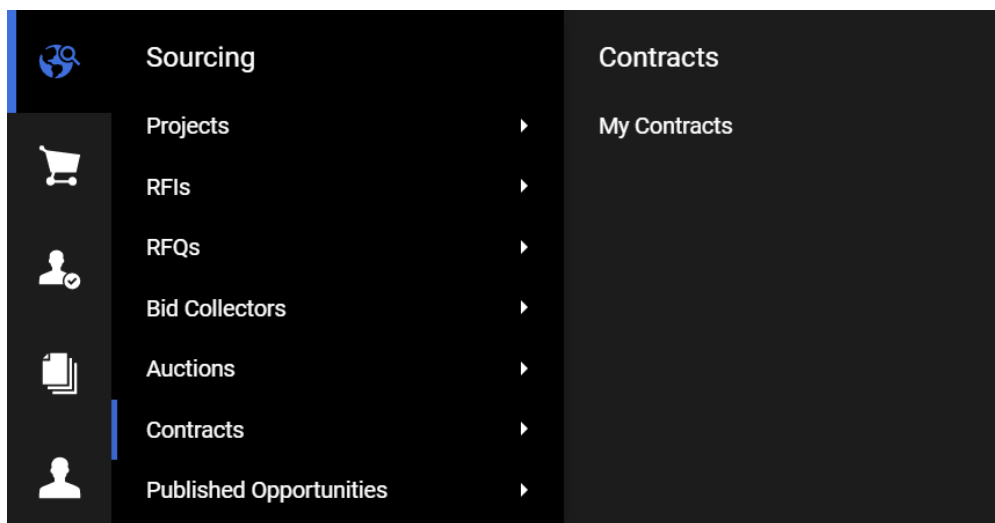 Sourcing
Projects
RFIs
RFQs
Bid Collectors
Auctions
Contracts
Published Opportunities
Contracts
My Contracts